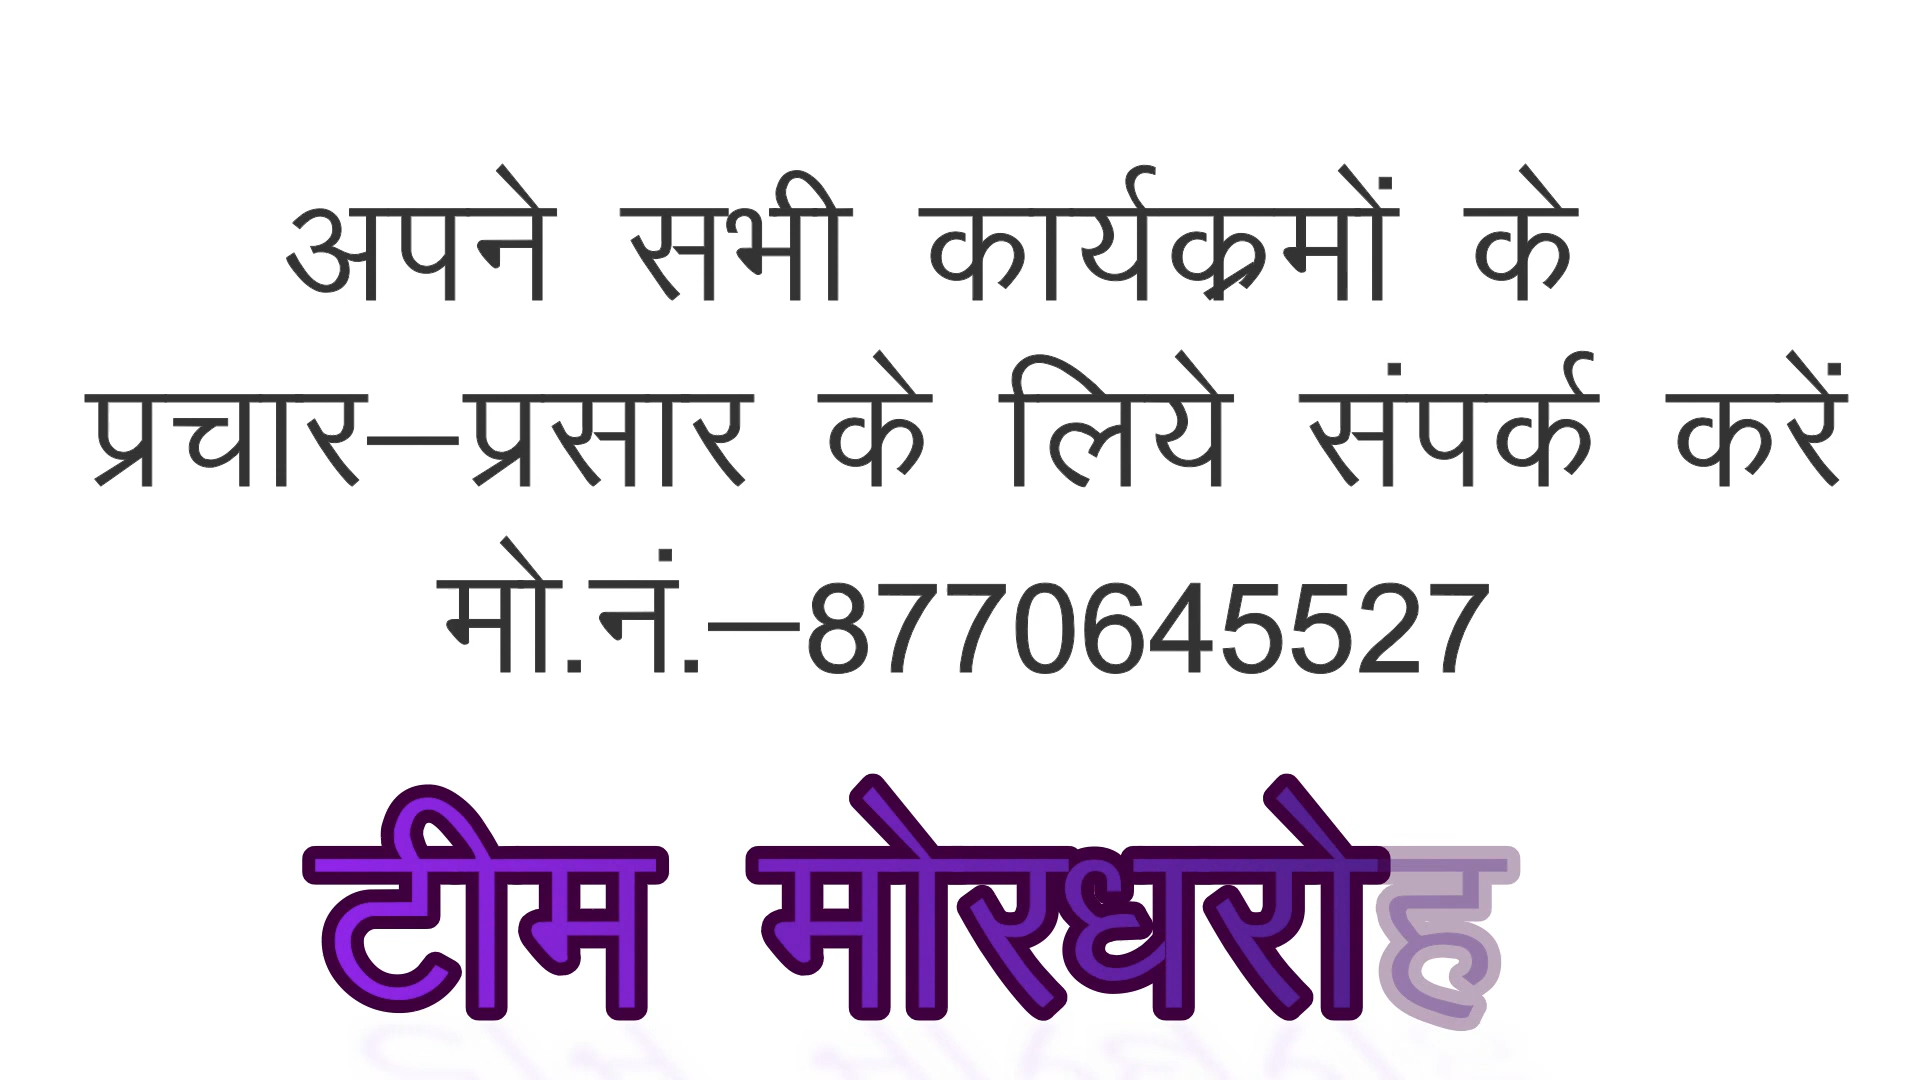 अपने सभी कार्यक्रमों के
प्रचार–प्रसार के लिये संपर्क करें
मो.नं.–8770645527
टीम मोरधरोह